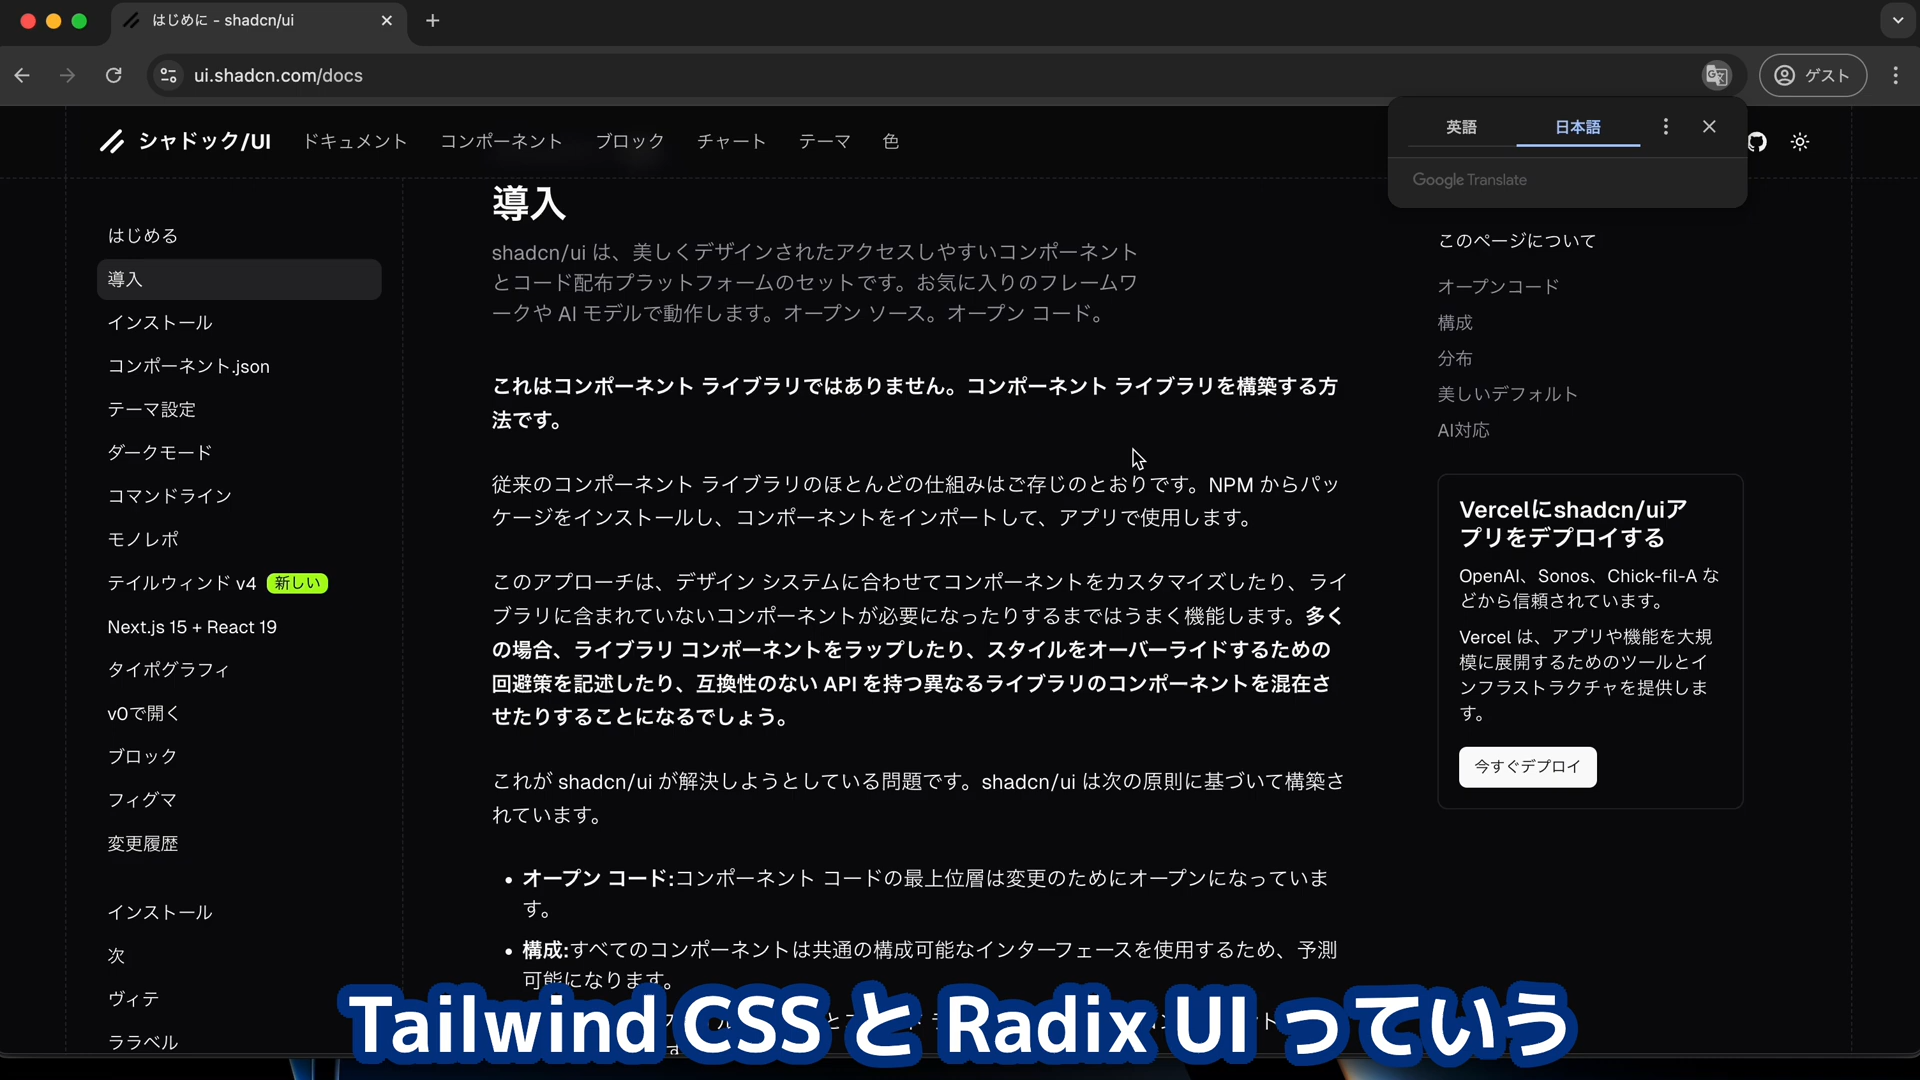 はじめに - shadcn/ui
ui.shadcn.com/docs
ゲスト
シャドック/UI
ドキュメント
コンポーネント
ブロック
チャート
テーマ
色
英語
日本語
Google Translate
はじめる
導入
インストール
コンポーネント.json
テーマ設定
ダークモード
コマンドライン
モノレポ
テイルウィンド v4 新しい
Next.js 15 + React 19
タイポグラフィ
v0で開く
ブロック
フィグマ
変更履歴
インストール
次
ヴィテ
ララベル
導入
shadcn/ui は、美しくデザインされたアクセスしやすいコンポーネント
とコード配布プラットフォームのセットです。お気に入りのフレームワ
ークや AI モデルで動作します。オープン ソース。オープン コード。
これはコンポーネント ライブラリではありません。コンポーネント ライブラリを構築する方
法です。
従来のコンポーネント ライブラリのほとんどの仕組みはご存じのとおりです。NPM からパッ
ケージをインストールし、コンポーネントをインポートして、アプリで使用します。
このアプローチは、デザイン システムに合わせてコンポーネントをカスタマイズしたり、ライ
ブラリに含まれていないコンポーネントが必要になったりするまではうまく機能します。多く
の場合、ライブラリ コンポーネントをラップしたり、スタイルをオーバーライドするための
回避策を記述したり、互換性のない API を持つ異なるライブラリのコンポーネントを混在さ
せたりすることになるでしょう。
これが shadcn/ui が解決しようとしている問題です。shadcn/ui は次の原則に基づいて構築さ
れています。
• オープン コード:コンポーネント コードの最上位層は変更のためにオープンになっていま
す。
• 構成:すべてのコンポーネントは共通の構成可能なインターフェースを使用するため、予測
可能になります。
このページについて
オープンコード
構成
分布
美しいデフォルト
AI対応
Vercelにshadcn/uiア
プリをデプロイする
OpenAI、Sonos、Chick-fil-A な
どから信頼されています。
Vercel は、アプリや機能を大規
模に展開するためのツールとイ
ンフラストラクチャを提供しま
す。
今すぐデプロイ
Tailwind CSS と Radix UI っていう